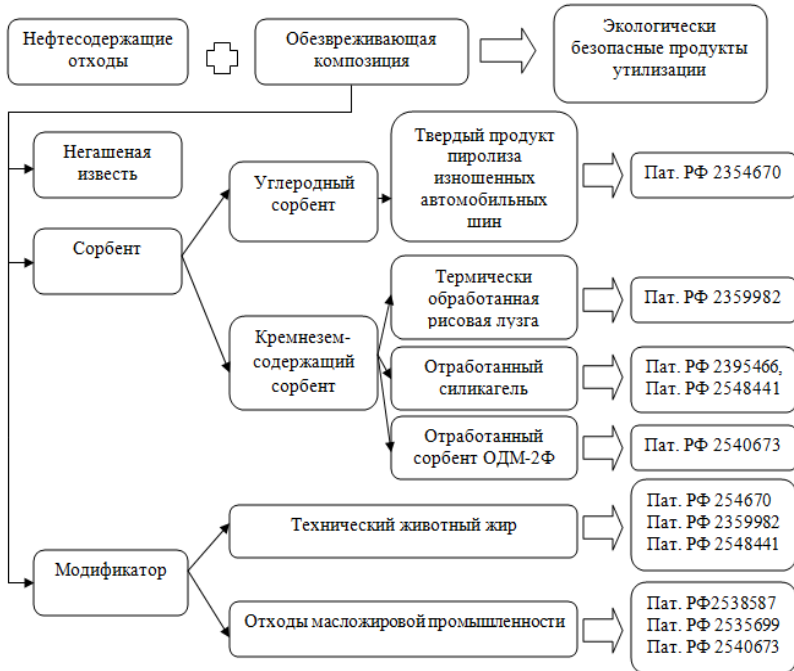 Нефтесодержащие
отходы
Обезвреживающая
композиция
Экологически
безопасные продукты
утилизации
Негашеная
известь
Сорбент
Углеродный
сорбент
Твердый продукт
пиролиза
изношенных
автомобильных
шин
Пат. РФ 2354670
Кремнезем-
содержащий
сорбент
Термически
обработанная
рисовая лузга
Пат. РФ 2359982
Отработанный
силикагель
Пат. РФ 2395466,
Пат. РФ 2548441
Отработанный
сорбент ОДМ-2Ф
Пат. РФ 2540673
Модификатор
Технический животный жир
Пат. РФ 254670
Пат. РФ 2359982
Пат. РФ 2548441
Отходы масложировой промышленности
Пат. РФ2538587
Пат. РФ 2535699
Пат. РФ 2540673